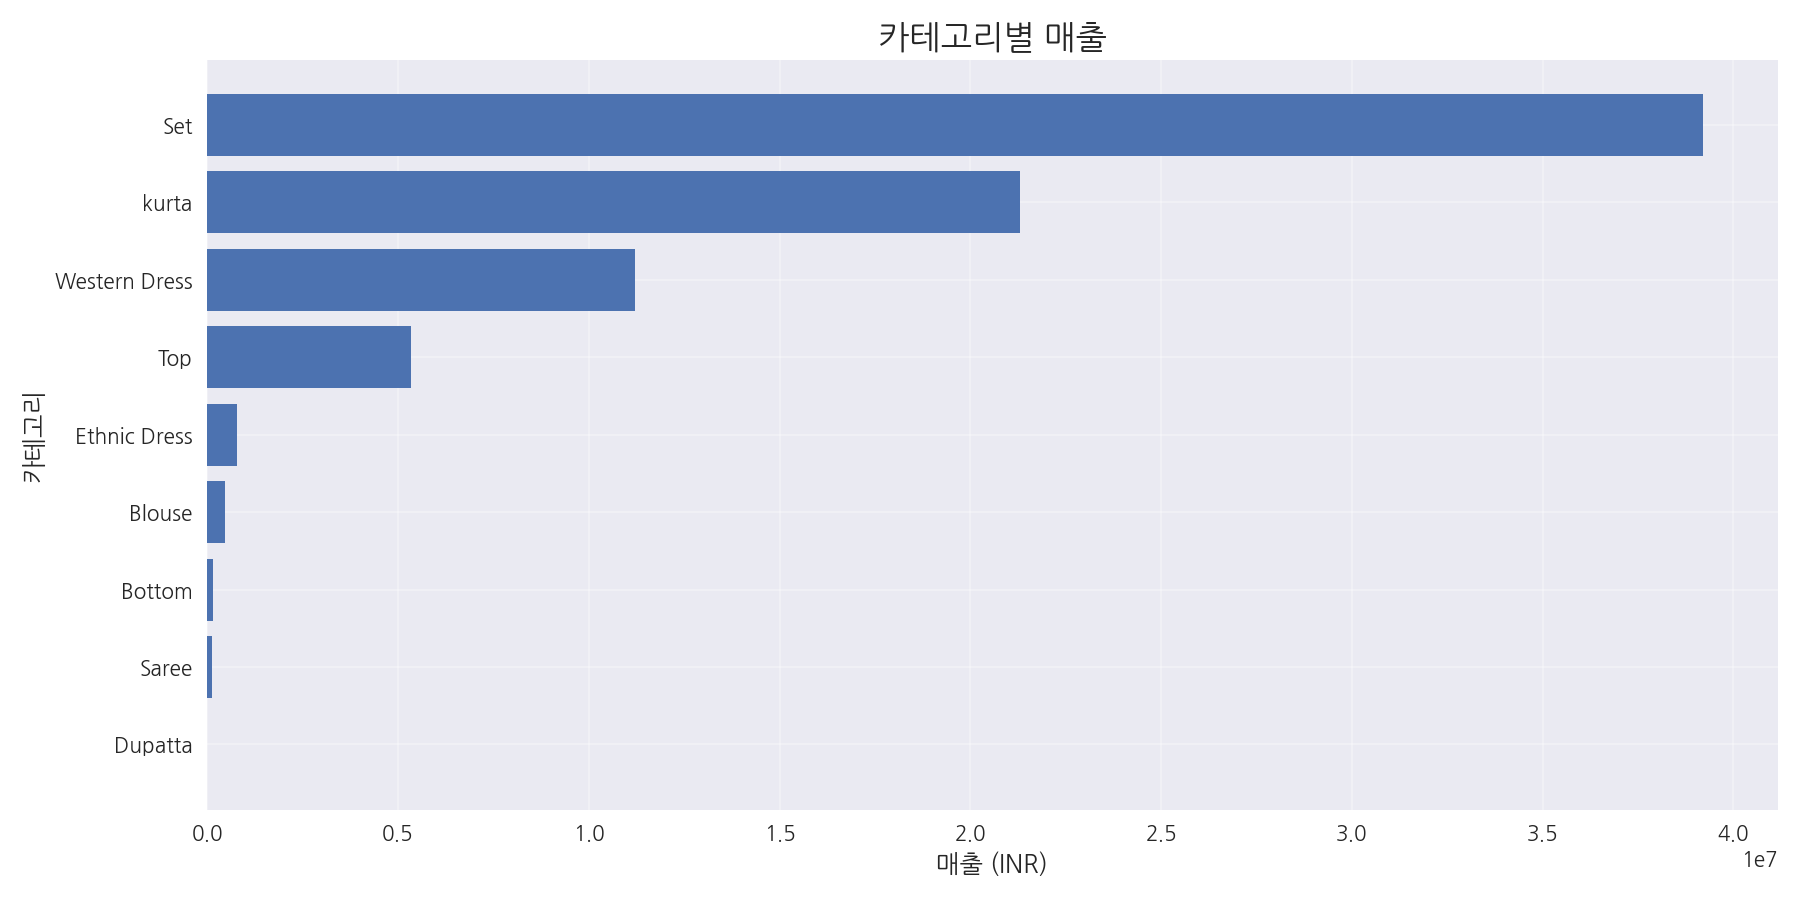 카테고리별 매출
카테고리
Set
kurta
Western Dress
Top
Ethnic Dress
Blouse
Bottom
Saree
Dupatta
0.0 0.5 1.0 1.5 2.0 2.5 3.0 3.5 4.0
1e7
매출 (INR)